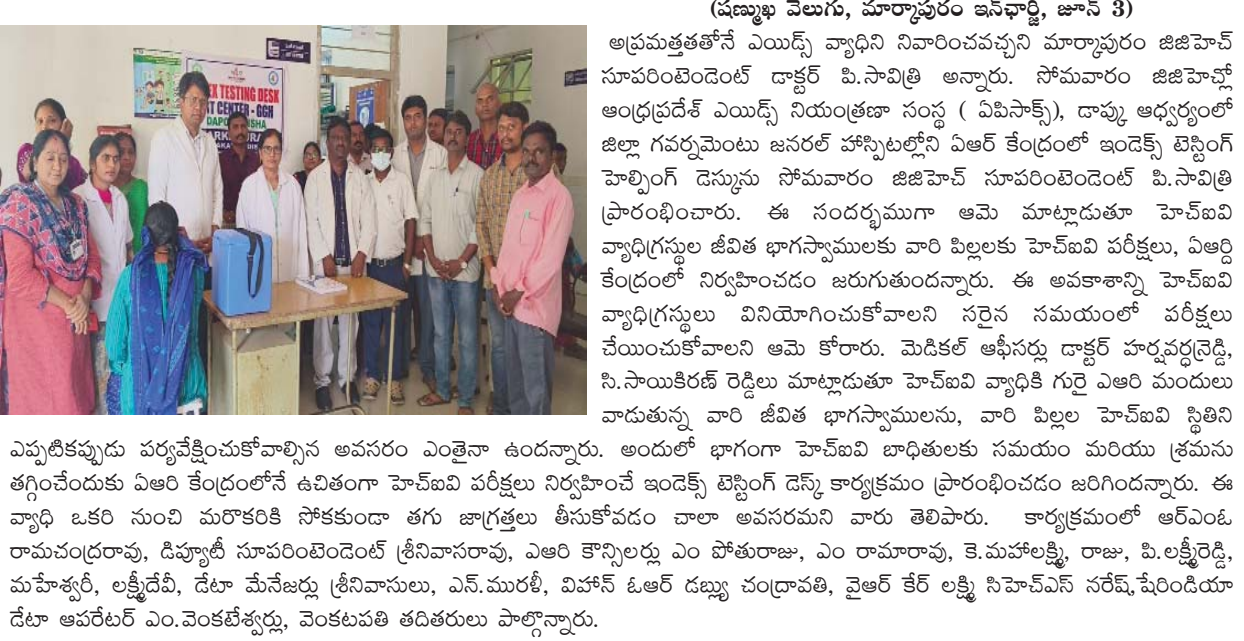 (షణ్ముఖ వెలుగు, మార్కాపురం ఇన్‌ఛార్జి, జూన్ 3)
అప్రమత్తతతోనే ఎయిడ్స్ వ్యాధిని నివారించవచ్చని మార్కాపురం జిజిహెచ్
సూపరింటెండెంట్ డాక్టర్ పి.సావిత్రి అన్నారు. సోమవారం జిజిహెచ్లో
ఆంధ్రప్రదేశ్ ఎయిడ్స్ నియంత్రణా సంస్థ ( ఏపిసాక్స్), డాప్కు ఆధ్వర్యంలో
జిల్లా గవర్నమెంటు జనరల్ హాస్పిటల్లోని ఏఆర్ కేంద్రంలో ఇండెక్స్ టెస్టింగ్
హెల్పింగ్ డెస్కును సోమవారం జిజిహెచ్ సూపరింటెండెంట్ పి.సావిత్రి
ప్రారంభించారు. ఈ సందర్భముగా ఆమె మాట్లాడుతూ హెచ్ఐవి
వ్యాధిగ్రస్థుల జీవిత భాగస్వాములకు వారి పిల్లలకు హెచ్ఐవి పరీక్షలు, ఏఆర్టి
కేంద్రంలో నిర్వహించడం జరుగుతుందన్నారు. ఈ అవకాశాన్ని హెచ్ఐవి
వ్యాధిగ్రస్థులు వినియోగించుకోవాలని సరైన సమయంలో పరీక్షలు
చేయించుకోవాలని ఆమె కోరారు. మెడికల్ ఆఫీసర్లు డాక్టర్ హర్షవర్ధన్రెడ్డి,
సి.సాయికిరణ్ రెడ్డిలు మాట్లాడుతూ హెచ్ఐవి వ్యాధికి గురై ఎఆరి మందులు
వాడుతున్న వారి జీవిత భాగస్వాములను, వారి పిల్లల హెచ్ఐవి స్థితిని
ఎప్పటికప్పుడు పర్యవేక్షించుకోవాల్సిన అవసరం ఎంతైనా ఉందన్నారు. అందులో భాగంగా హెచ్ఐవి బాధితులకు సమయం మరియు శ్రమను
తగ్గించేందుకు ఏఆరి కేంద్రంలోనే ఉచితంగా హెచ్ఐవి పరీక్షలు నిర్వహించే ఇండెక్స్ టెస్టింగ్ డెస్క్ కార్యక్రమం ప్రారంభించడం జరిగిందన్నారు. ఈ
వ్యాధి ఒకరి నుంచి మరొకరికి సోకకుండా తగు జాగ్రత్తలు తీసుకోవడం చాలా అవసరమని వారు తెలిపారు. కార్యక్రమంలో ఆర్ఎంఓ
రామచంద్రరావు, డిప్యూటీ సూపరింటెండెంట్ శ్రీనివాసరావు, ఎఆరి కౌన్సిలర్లు ఎం పోతురాజు, ఎం రామారావు, కె.మహాలక్ష్మి, రాజు, పి.లక్ష్మీరెడ్డి,
మహేశ్వరీ, లక్ష్మీదేవీ, డేటా మేనేజర్లు శ్రీనివాసులు, ఎన్.మురళీ, విహాన్ ఓఆర్ డబ్ల్యు చంద్రావతి, వైఆర్ కేర్ లక్ష్మి సిహెచ్ఎస్ నరేష్,షేరిండియా
డేటా ఆపరేటర్ ఎం.వెంకటేశ్వర్లు, వెంకటపతి తదితరులు పాల్గొన్నారు.
EX TESTING DESK
CENTER - GGH